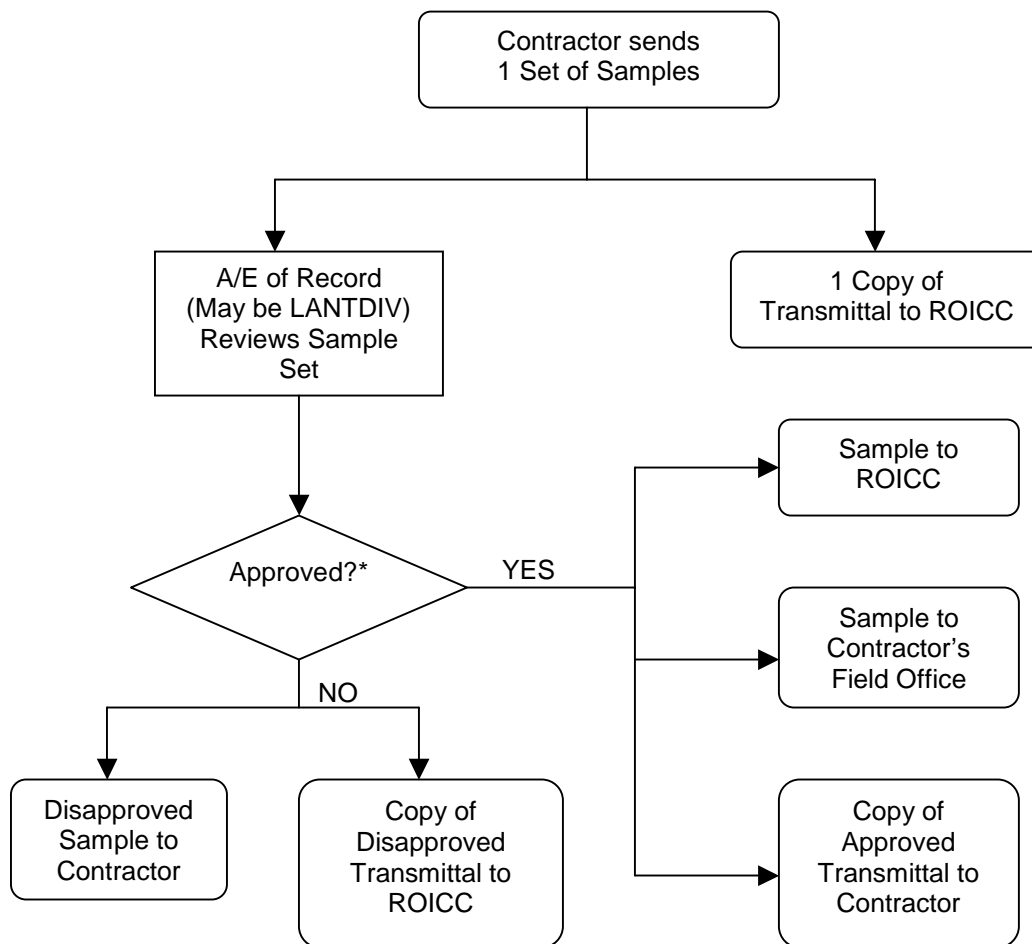 Contractor sends
1 Set of Samples
A/E of Record
(May be LANTDIV)
Reviews Sample
Set
1 Copy of
Transmittal to ROICC
Approved?*
YES
NO
Sample to
ROICC
Sample to
Contractor's
Field Office
Copy of
Approved
Transmittal to
Contractor
Disapproved
Sample to
Contractor
Copy of
Disapproved
Transmittal to
ROICC